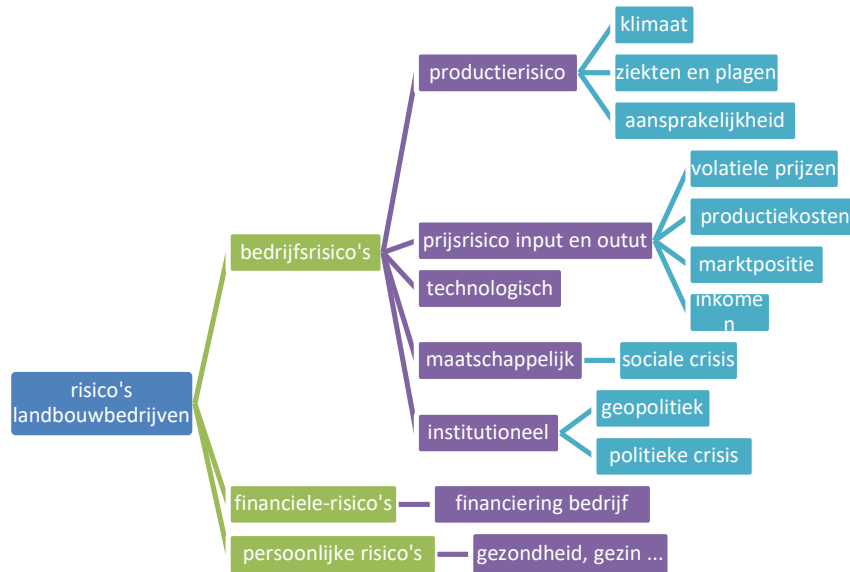 klimaat
productierisico
ziekten en plagen
aansprakelijkheid
volatiele prijzen
productiekosten
bedrijfsrisico's
prijsrisico input en outut
marktpositie
technologisch
inkome
n
maatschappelijk
sociale crisis
risico's
landbouwbedrijven
geopolitiek
institutioneel
politieke crisis
financiele-risico's
financiering bedrijf
persoonlijke risico's
gezondheid, gezin ...